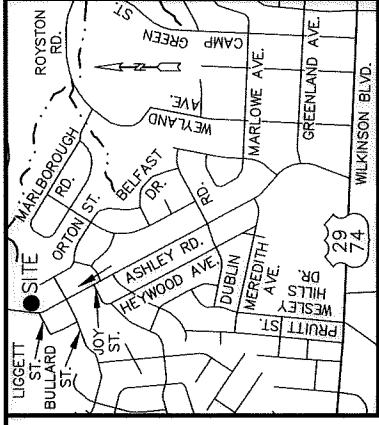 ROYSTON
RD.
CAMP
GREEN
ST.
MARLBOROUGH
RD.
WEYLAND
AVE.
ORTON ST.
BELFAST
DR.
MARLOWE AVE.
GREENLAND AVE.
SITE
LIGGETT
ST.
BULLARD
ST.
JOY
ST.
ASHLEY RD.
HEYWOOD AVE.
DUBLIN
RD.
MEREDITH
AVE.
PRUITT ST.
WESLEY
HILLS
DR.
29
74
WILKINSON BLVD.